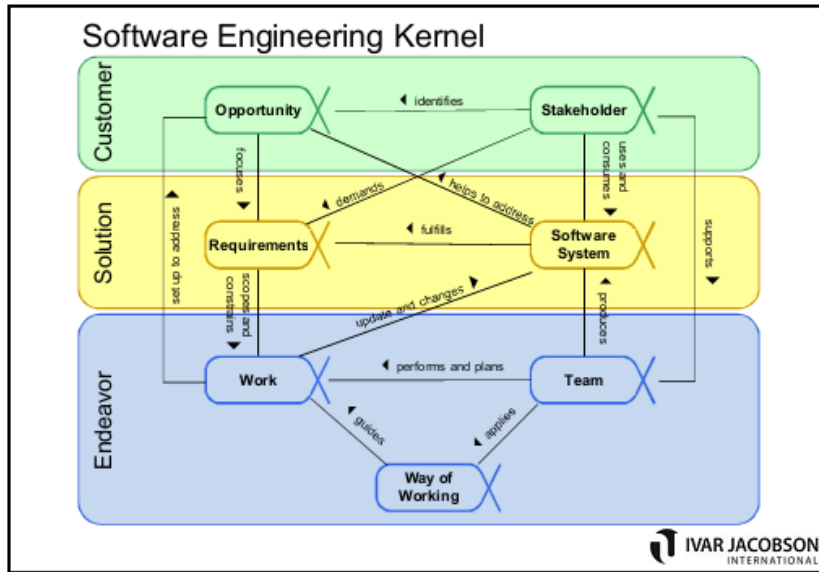 Software Engineering Kernel
Customer
Opportunity
◄ identifies
Stakeholder
focuses ►
◄ demands
◄ helps to address
uses and
consumes ►
Solution
set up to address ►
Requirements
◄ fulfills
Software
System
supports ►
scopes and
constrains ►
update and changes ►
produces ►
Endeavor
Work
◄ performs and plans
Team
◄ guides
◄ applies
Way of
Working
IVAR JACOBSON
INTERNATIONAL